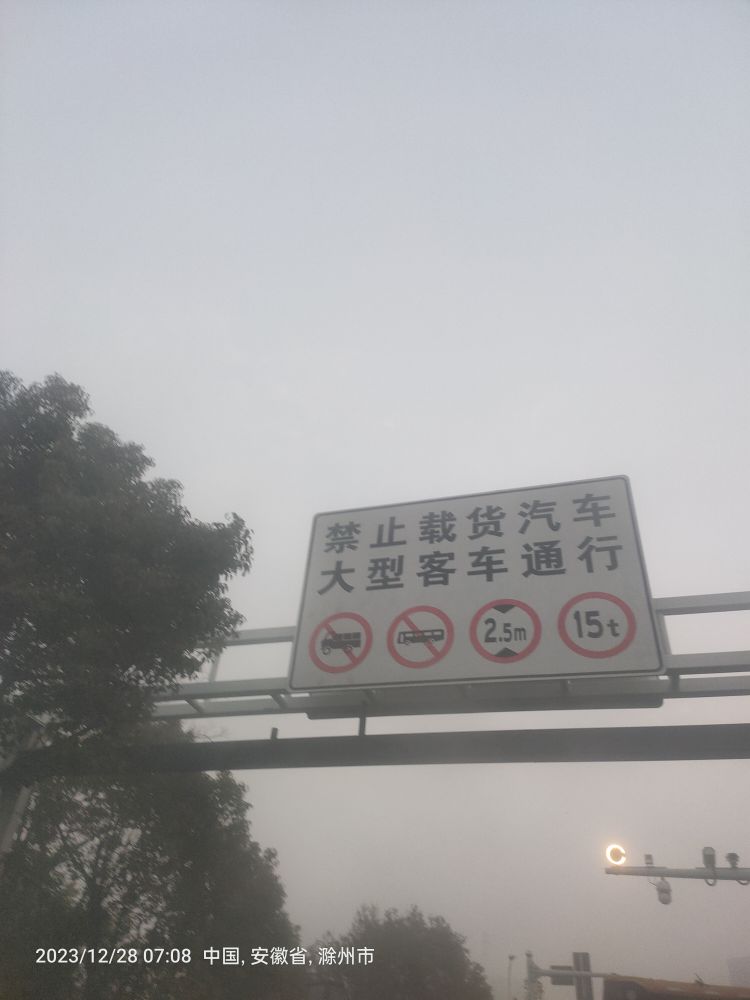 禁止载货汽车
大型客车通行
2.5m 15t
2023/12/28 07:08 中国, 安徽省, 滁州市